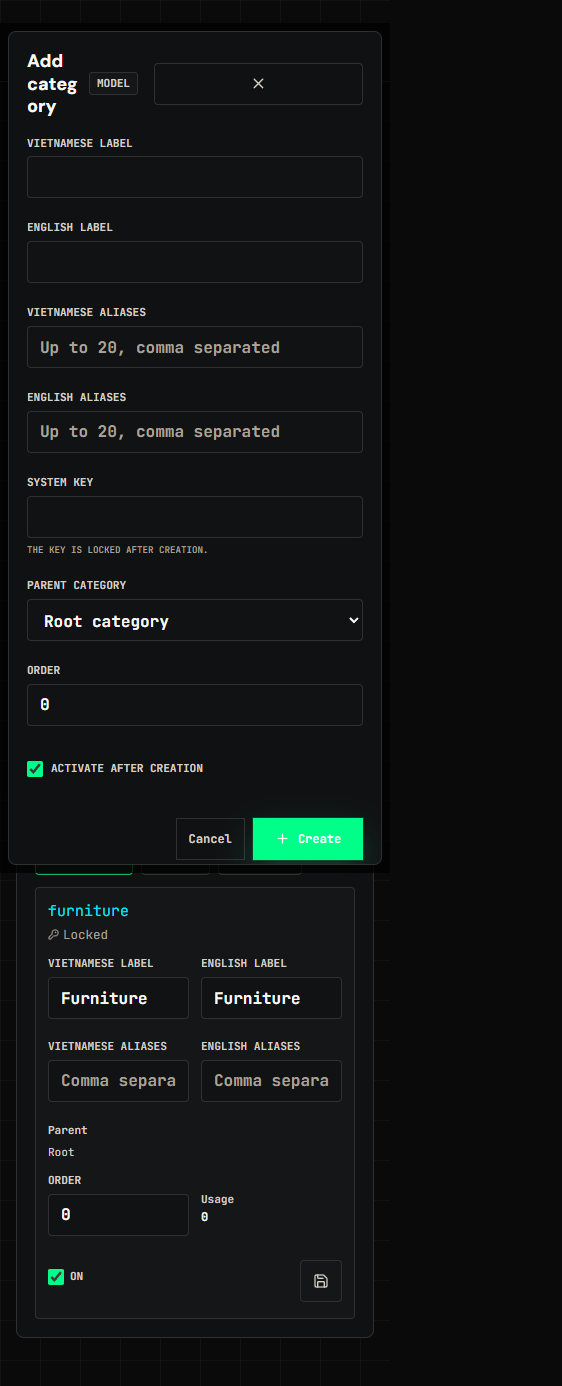 Add
categ
ory
MODEL
VIETNAMESE LABEL
ENGLISH LABEL
VIETNAMESE ALIASES
Up to 20, comma separated
ENGLISH ALIASES
Up to 20, comma separated
SYSTEM KEY
THE KEY IS LOCKED AFTER CREATION.
PARENT CATEGORY
Root category
ORDER
0
ACTIVATE AFTER CREATION
Cancel
Create
furniture
Locked
VIETNAMESE LABEL ENGLISH LABEL
Furniture Furniture
VIETNAMESE ALIASES ENGLISH ALIASES
Comma separa Comma separa
Parent
Root
ORDER
Usage
0
0
ON